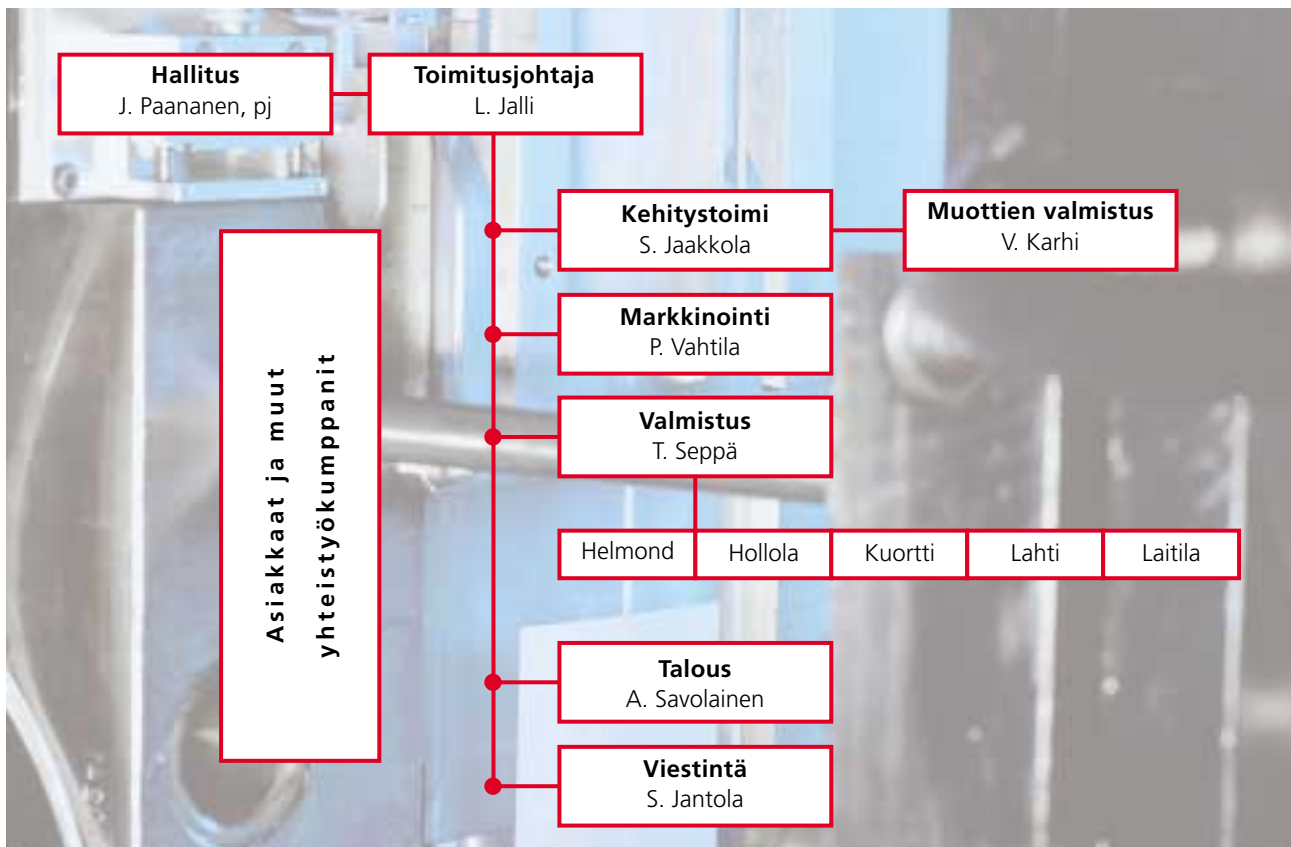 Hallitus
J. Paananen, pj
Toimitusjohtaja
L. Jalli
Kehitystoimi
S. Jaakkola
Muottien valmistus
V. Karhi
Markkinointi
P. Vahtila
Valmistus
T. Seppä
Helmond
Hollola
Kuortti
Lahti
Laitila
Asiakkaat ja muut
yhteistyökumppanit
Talous
A. Savolainen
Viestintä
S. Jantola